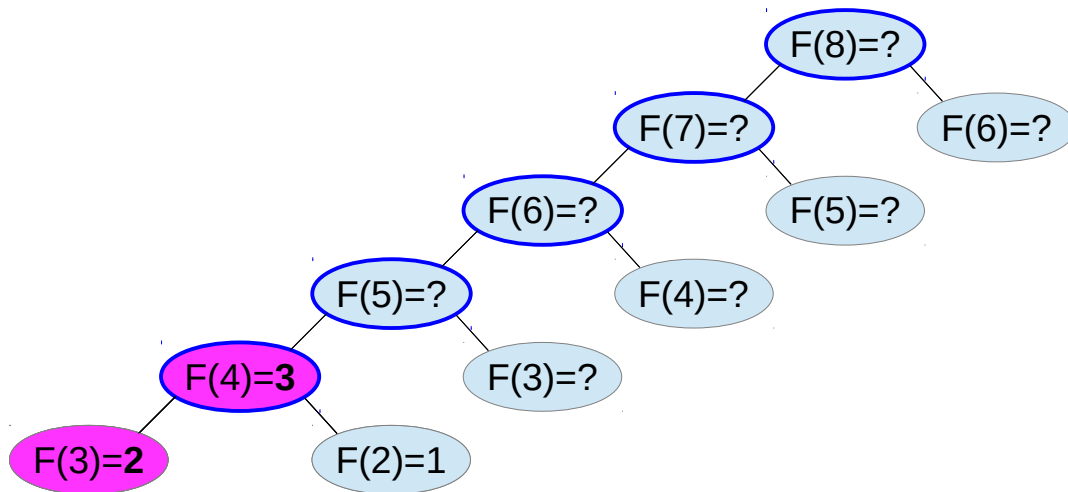 F(8)=?
F(7)=?
F(6)=?
F(6)=?
F(5)=?
F(5)=?
F(4)=?
F(4)=3
F(3)=?
F(3)=2
F(2)=1